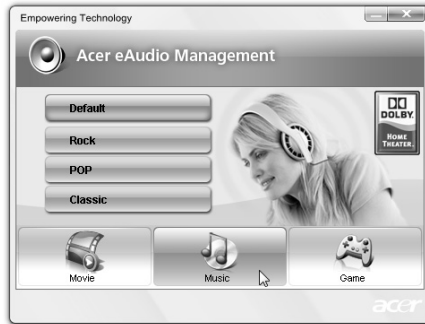 Empowering Technology
Acer eAudio Management
Default
Rock
POP
Classic
DOLBY
HOME THEATER
Movie
Music
Game
acer